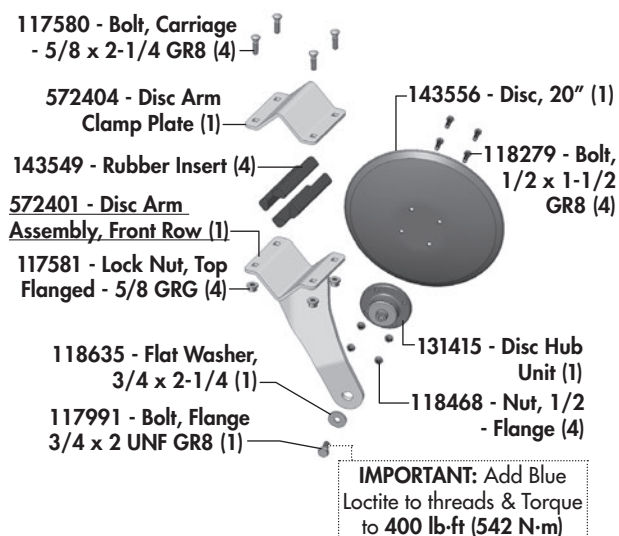 117580 - Bolt, Carriage
- 5/8 x 2-1/4 GR8 (4)
572404 - Disc Arm
Clamp Plate (1)
143549 - Rubber Insert (4)
572401 - Disc Arm
Assembly, Front Row (1)
117581 - Lock Nut, Top
Flanged - 5/8 GRG (4)
118635 - Flat Washer,
3/4 x 2-1/4 (1)
117991 - Bolt, Flange
3/4 x 2 UNF GR8 (1)
143556 - Disc, 20” (1)
118279 - Bolt,
1/2 x 1-1/2
GR8 (4)
131415 - Disc Hub
Unit (1)
118468 - Nut, 1/2
- Flange (4)
IMPORTANT: Add Blue
Loctite to threads & Torque
to 400 lb·ft (542 N·m)